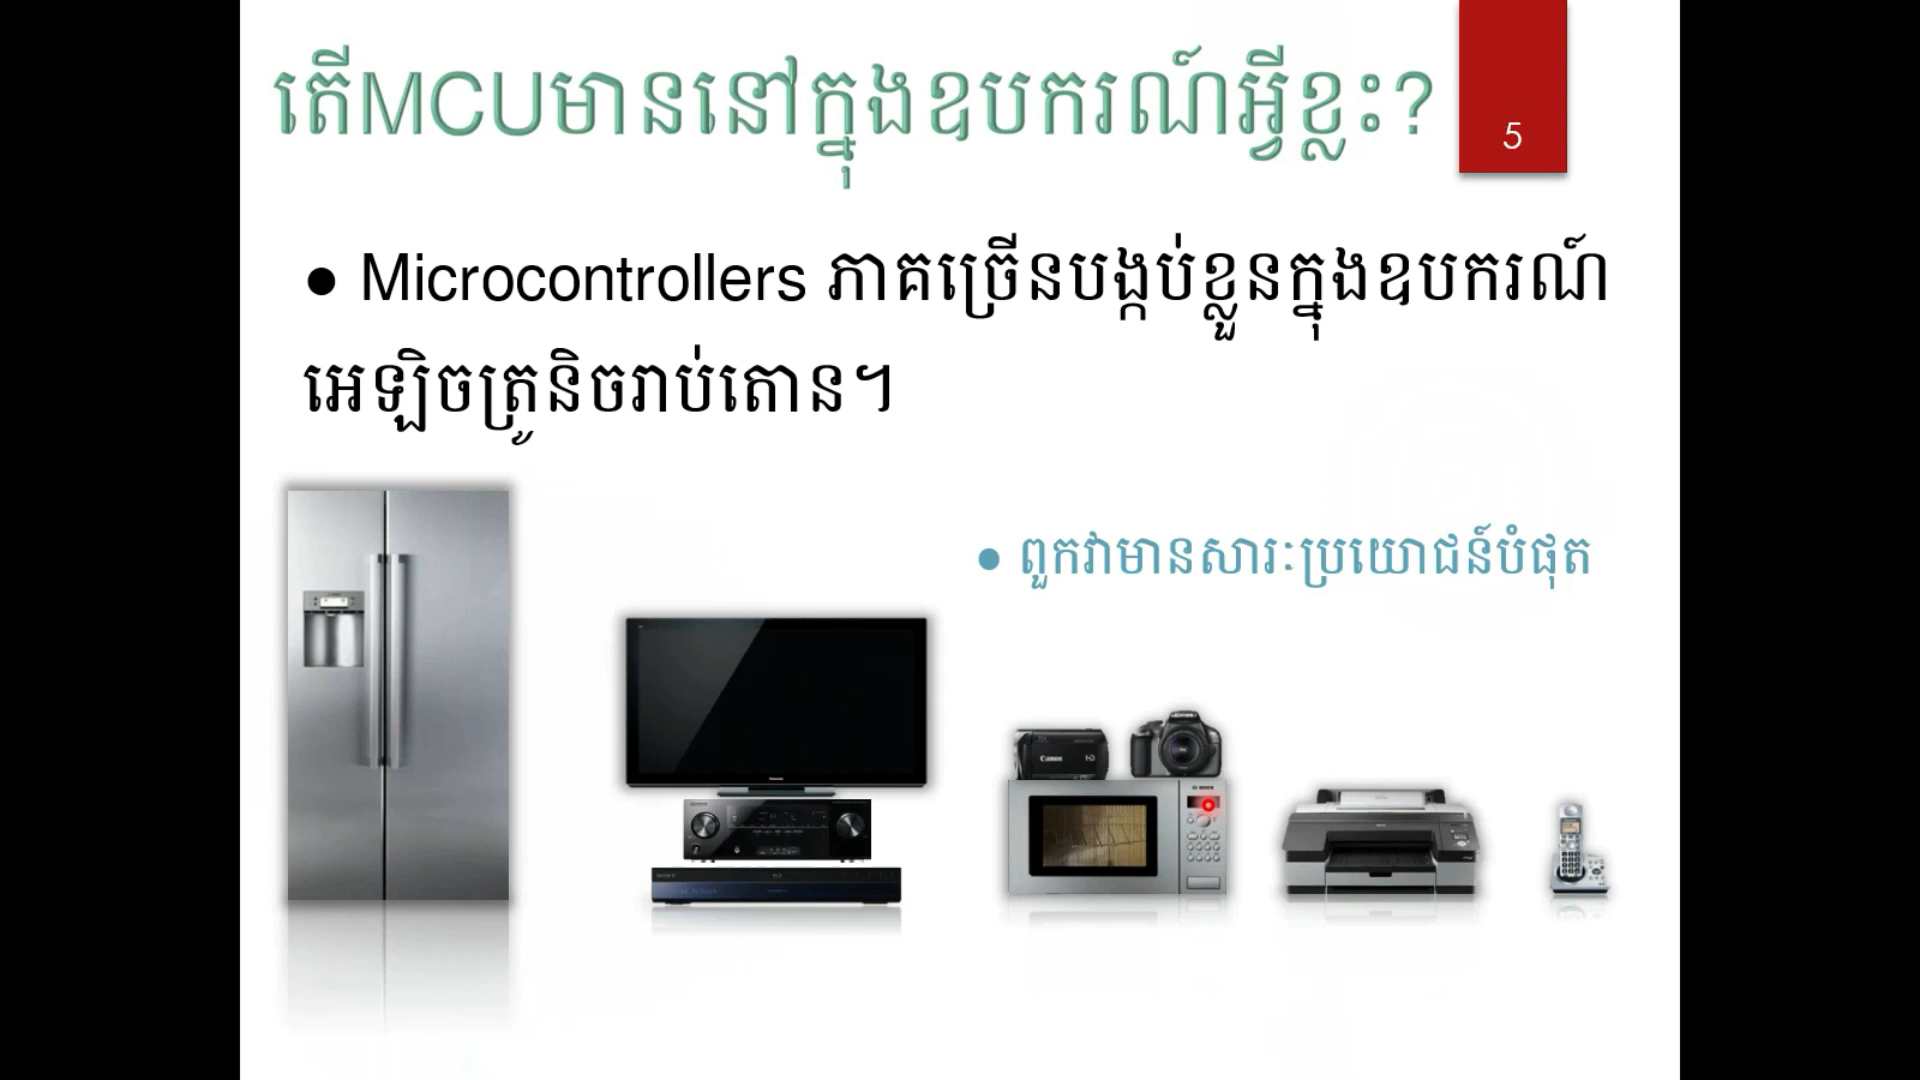 តើMCUមាននៅក្នុងឧបករណ៍អ្វីខ្លះ?
5
● Microcontrollers ភាគច្រើនបង្កប់ខ្លួនក្នុងឧបករណ៍
អេឡិចត្រូនិចរាប់តោន។
● ពួកវាមានសារៈប្រយោជន៍បំផុត
Canon
HD